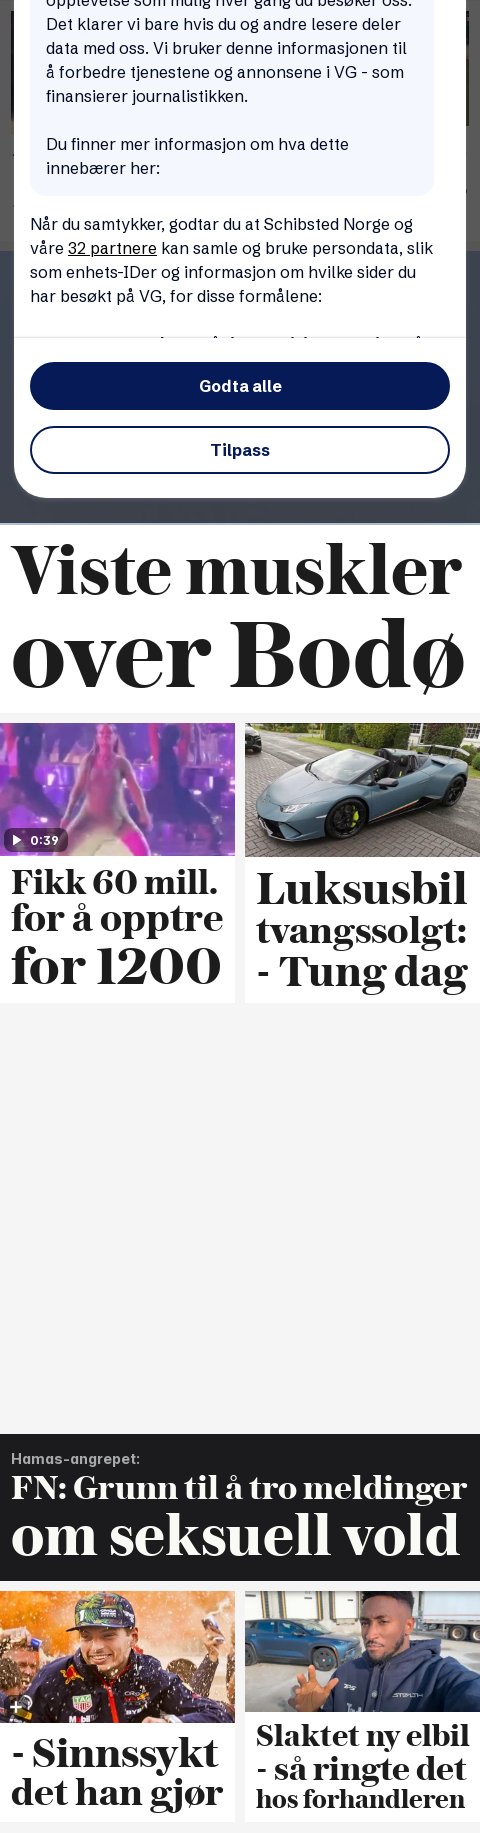 opplevelse som mulig hver gang du besøker oss.
Det klarer vi bare hvis du og andre lesere deler
data med oss. Vi bruker denne informasjonen til
å forbedre tjenestene og annonsene i VG - som
finansierer journalistikken.
Du finner mer informasjon om hva dette
innebærer her:
Når du samtykker, godtar du at Schibsted Norge og
våre 32 partnere kan samle og bruke persondata, slik
som enhets-IDer og informasjon om hvilke sider du
har besøkt på VG, for disse formålene:
Godta alle
Tilpass
Viste muskler
over Bodø
0:39
Fikk 60 mill.
for å opptre
for 1200
Luksusbil
tvangssolgt:
- Tung dag
Hamas-angrepet:
FN: Grunn til å tro meldinger
om seksuell vold
- Sinnssykt
det han gjør
Slaktet ny elbil
- så ringte det
hos forhandleren